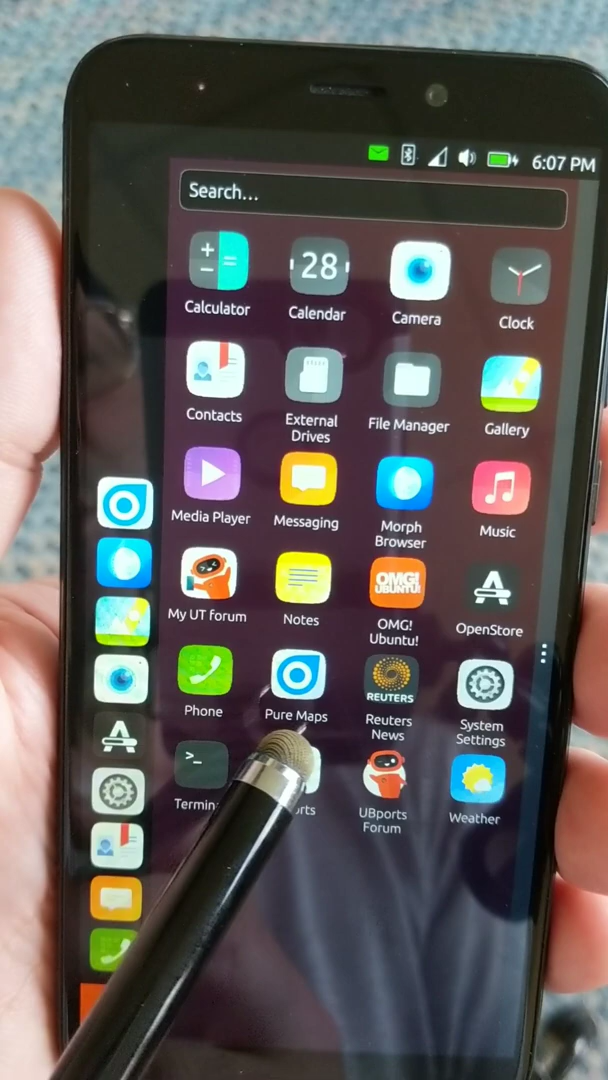 6:07 PM
Search...
28
Calculator
Calendar
Camera
Clock
Contacts
External
Drives
File Manager
Gallery
Media Player
Messaging
Morph
Browser
Music
OMG!
UBUNTU!
My UT forum
Notes
OMG!
Ubuntu!
OpenStore
REUTERS
Phone
Pure Maps
Reuters
News
System
Settings
>_
Termin
orts
UBports
Forum
Weather